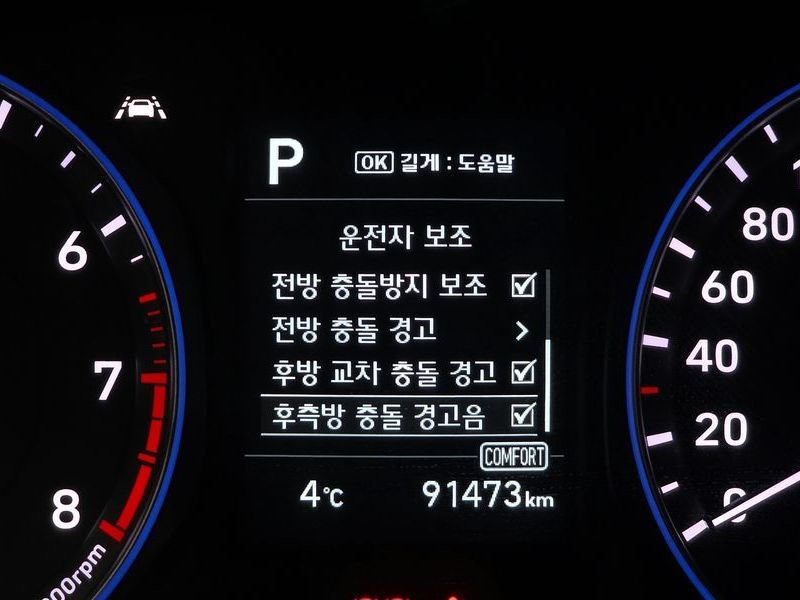 P
OK 길게 : 도움말
운전자 보조
전방 충돌방지 보조
전방 충돌 경고
후방 교차 충돌 경고
후측방 충돌 경고음
COMFORT
4℃ 91473km
6
7
8
000rpm
80
60
40
20
0